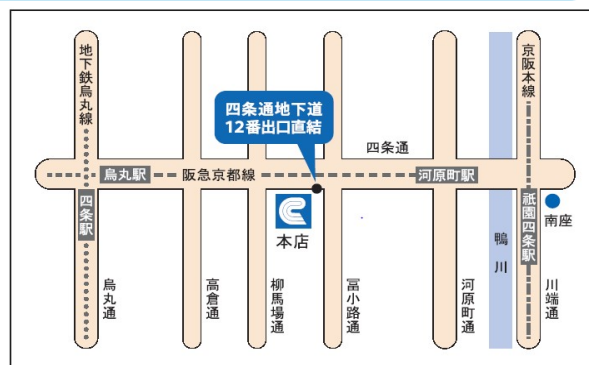 地下鉄烏丸線
京阪本線
四条通地下道
12番出口直結
四条通
烏丸駅
阪急京都線
河原町駅
四条駅
本店
祇園四条駅
南座
鴨川
烏丸通
高倉通
柳馬場通
冨小路通
河原町通
川端通